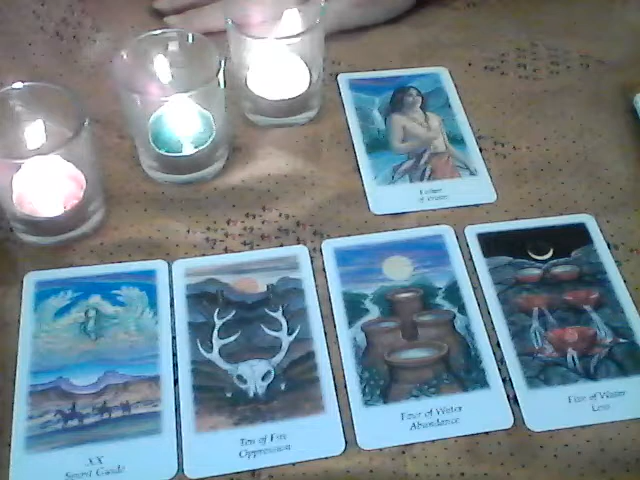 Father
of Water
XX
Spirit Guide
Ten of Fire
Oppression
Four of Water
Abundance
Five of Water
Loss